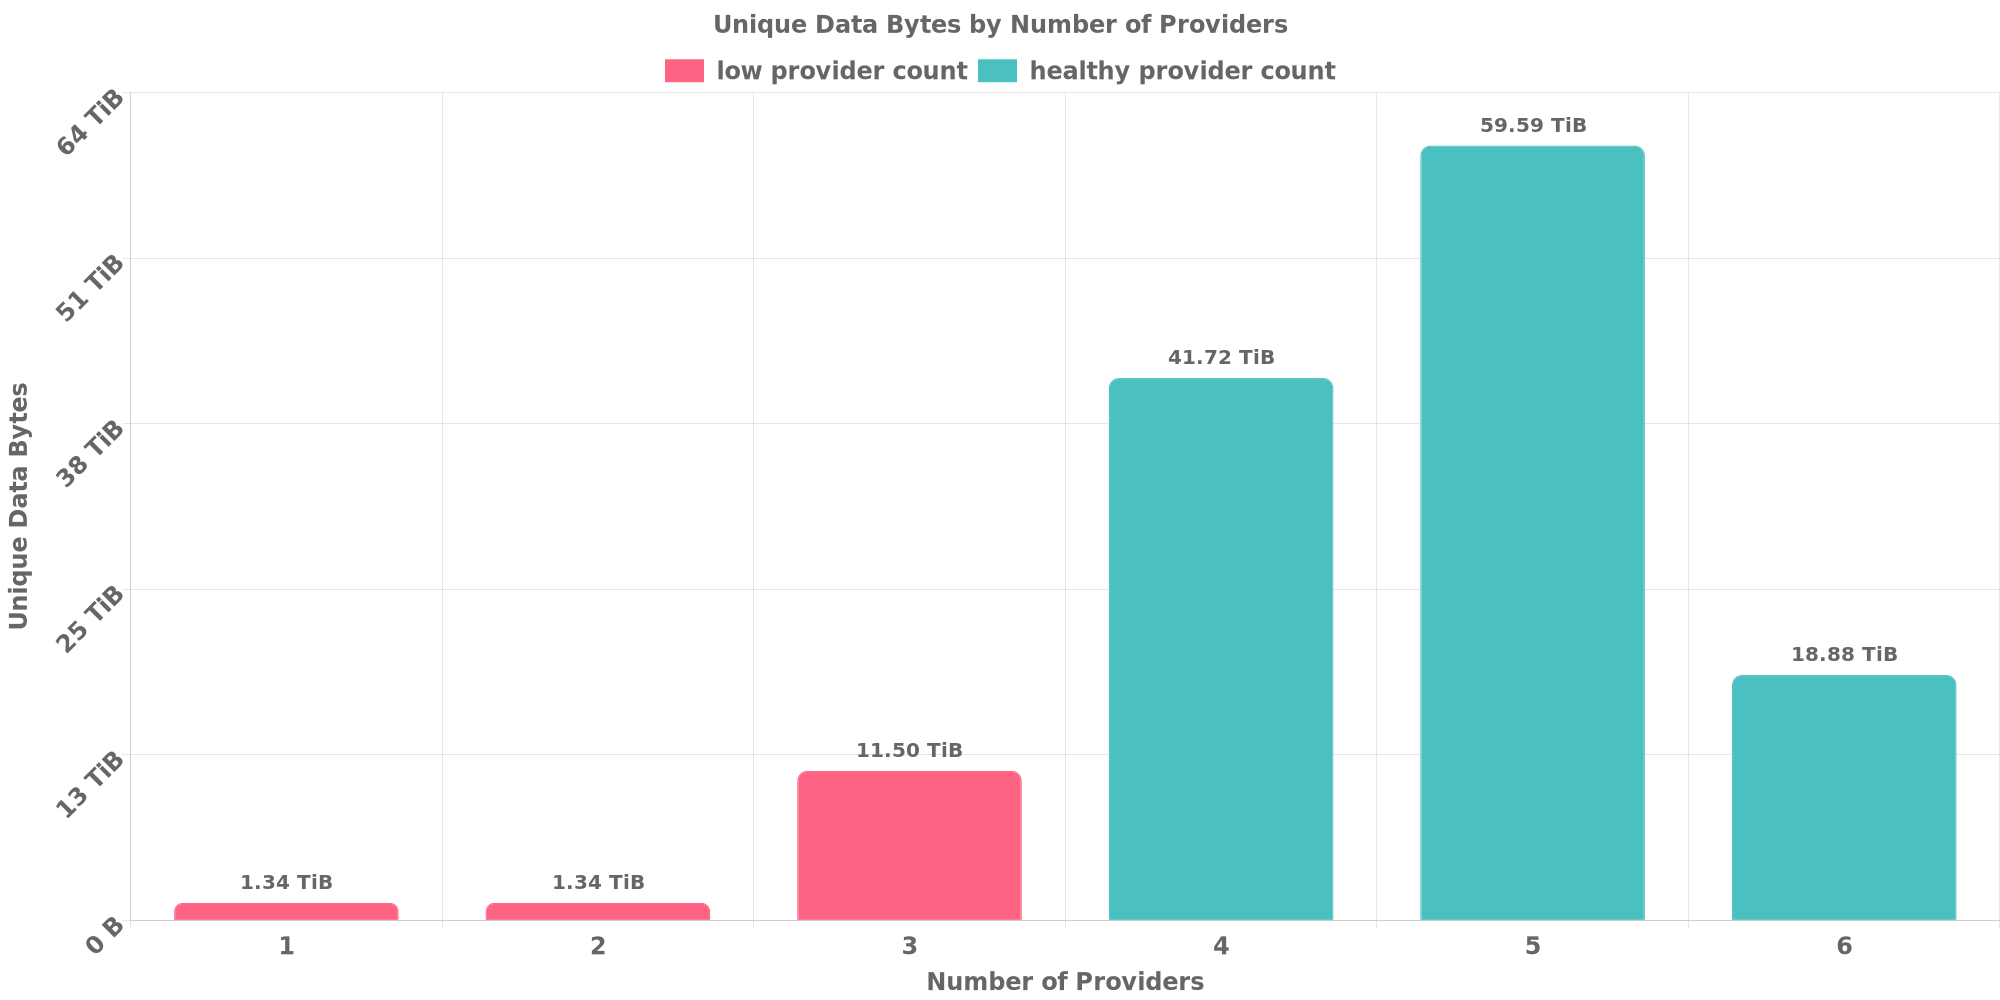 Unique Data Bytes by Number of Providers
low provider count
healthy provider count
64 TiB
51 TiB
38 TiB
25 TiB
13 TiB
0 B
Unique Data Bytes
1.34 TiB
1.34 TiB
11.50 TiB
41.72 TiB
59.59 TiB
18.88 TiB
1
2
3
4
5
6
Number of Providers